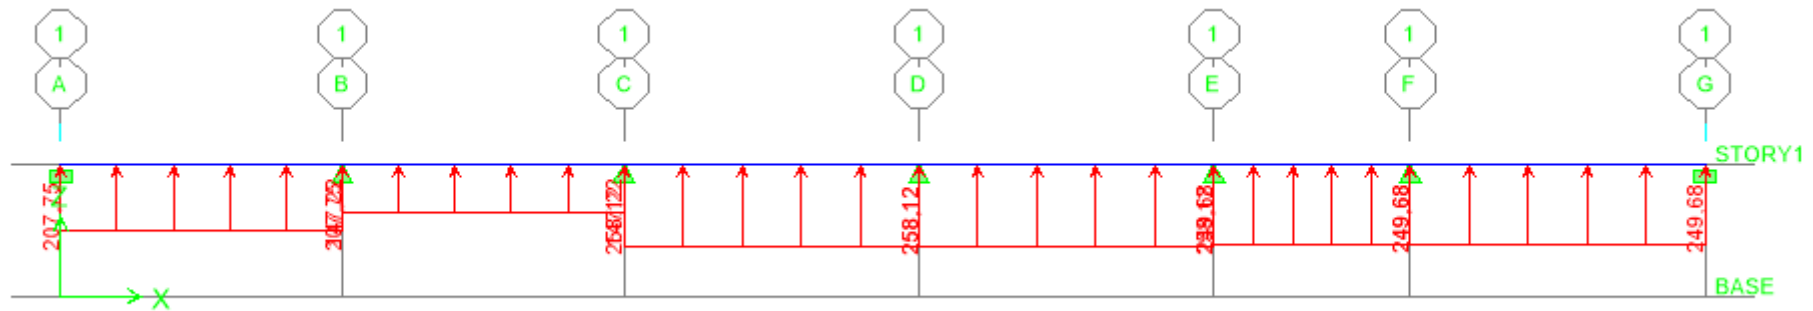 1 1 1 1 1 1 1
A B C D E F G
STORY1
207.75
258.12
249.68
249.68
X
BASE